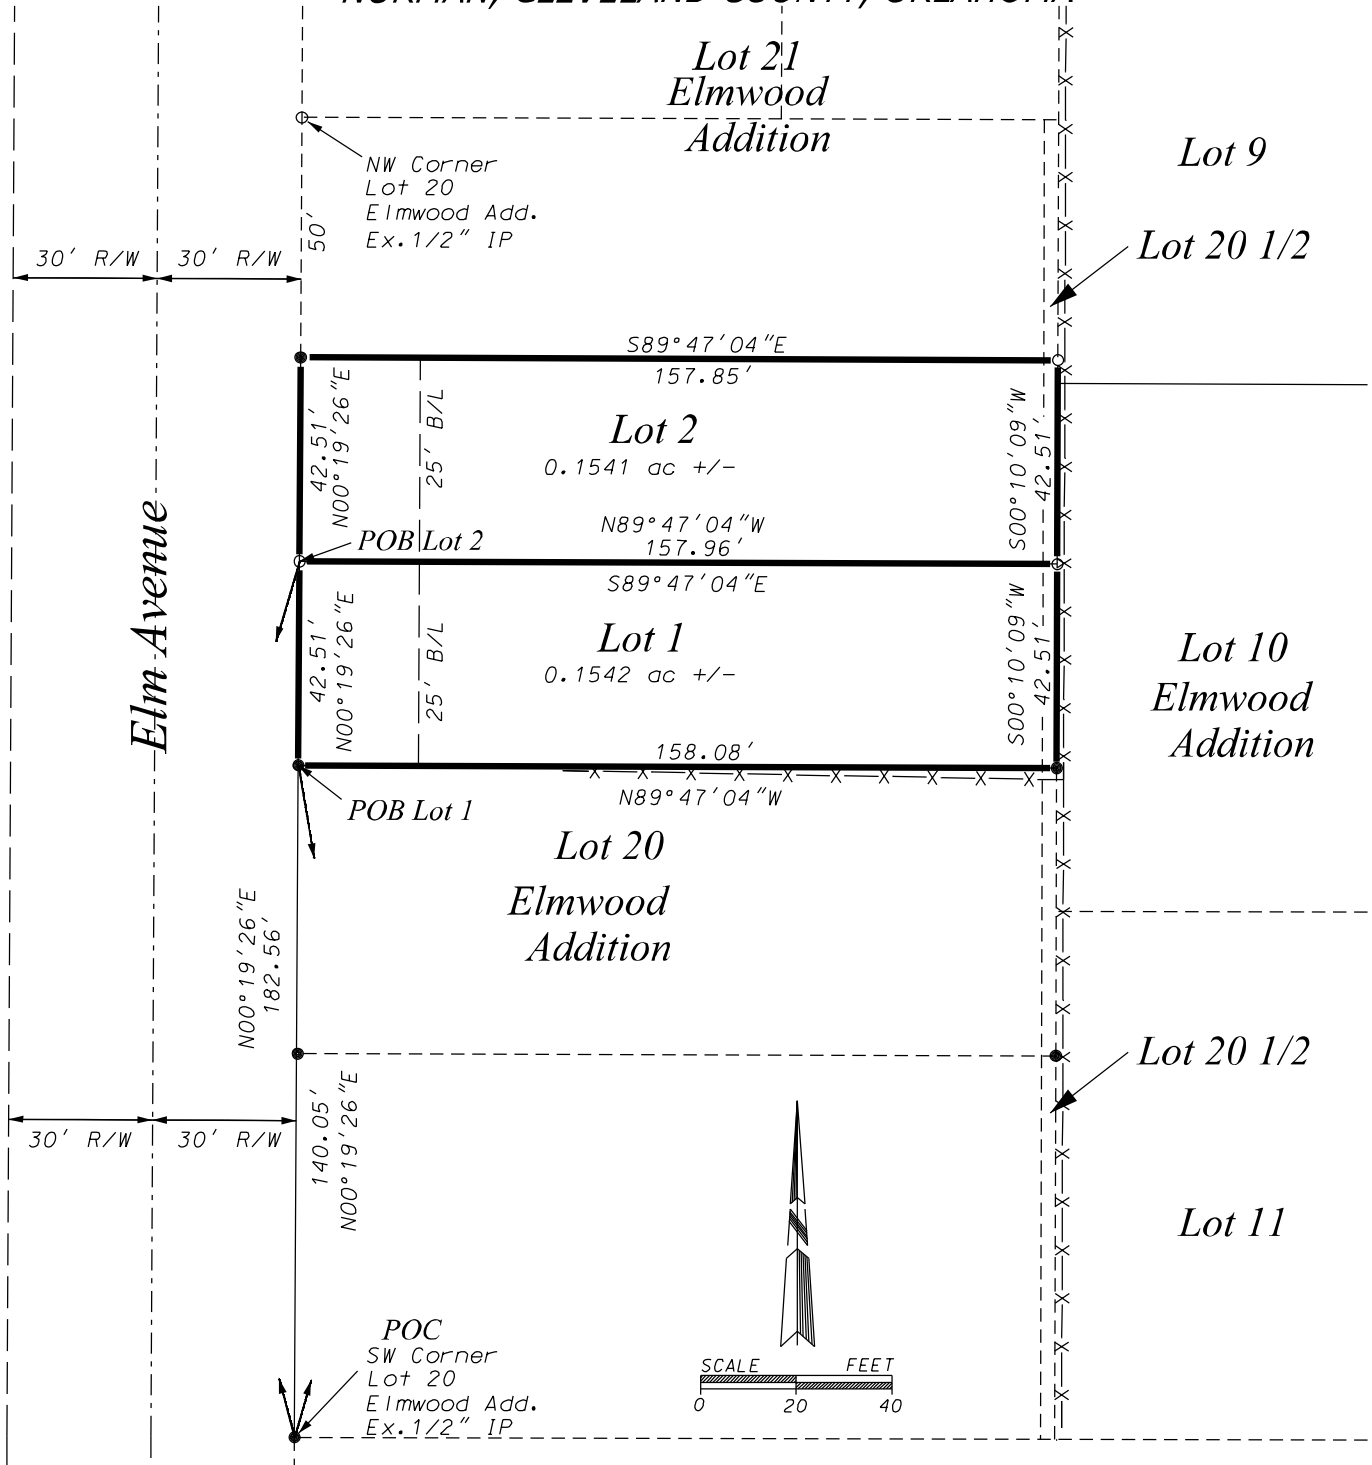 NORMAN, CLEVELAND COUNTY, OKLAHOMA
Lot 21
Elmwood
Addition
Lot 9
NW Corner
Lot 20
Elmwood Add.
Ex.1/2" IP
50'
30' R/W
30' R/W
Lot 20 1/2
S89°47'04"E
157.85'
42.51'
N00°19'26"E
25' B/L
Lot 2
0.1541 ac +/-
S00°10'09"W
42.51'
N89°47'04"W
157.96'
POB Lot 2
S89°47'04"E
Elm Avenue
42.51'
N00°19'26"E
25' B/L
Lot 1
0.1542 ac +/-
S00°10'09"W
42.51'
Lot 10
Elmwood
Addition
158.08'
N89°47'04"W
POB Lot 1
Lot 20
Elmwood
Addition
N00°19'26"E
182.56'
Lot 20 1/2
30' R/W
30' R/W
140.05'
N00°19'26"E
Lot 11
POC
SW Corner
Lot 20
Elmwood Add.
Ex.1/2" IP
SCALE FEET
0 20 40